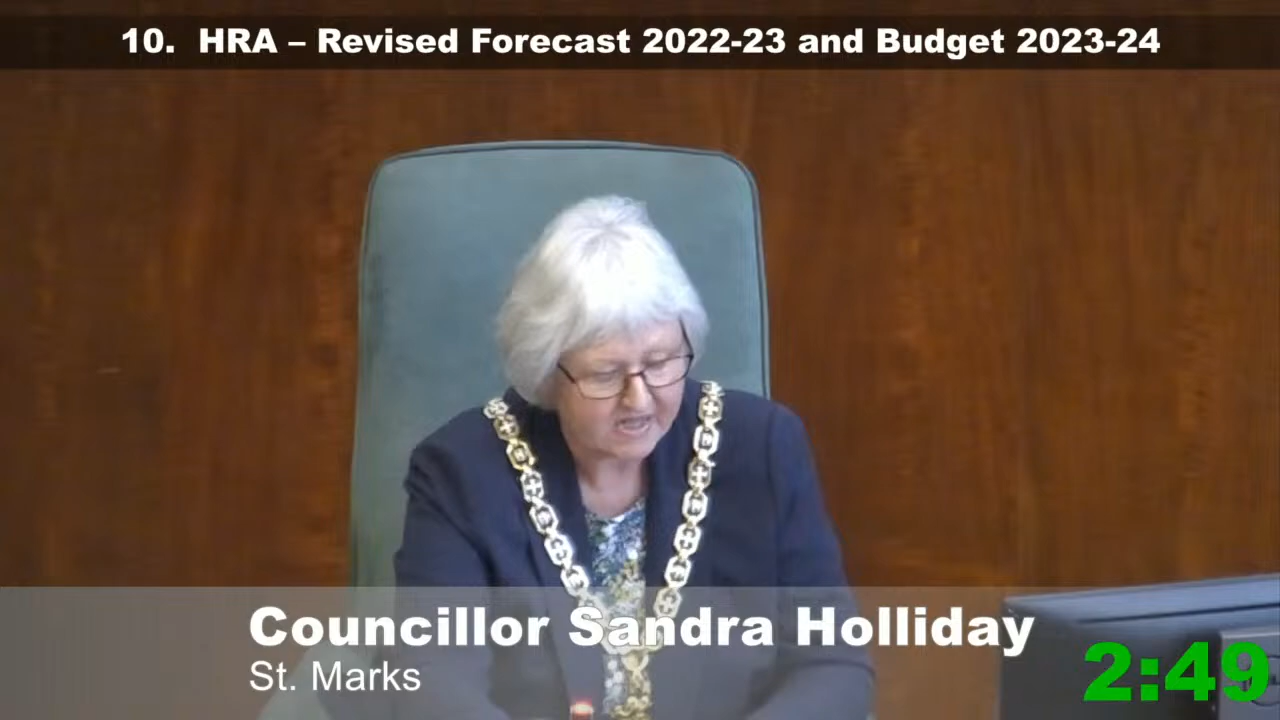 10. HRA – Revised Forecast 2022-23 and Budget 2023-24
Councillor Sandra Holliday
St. Marks
2:49